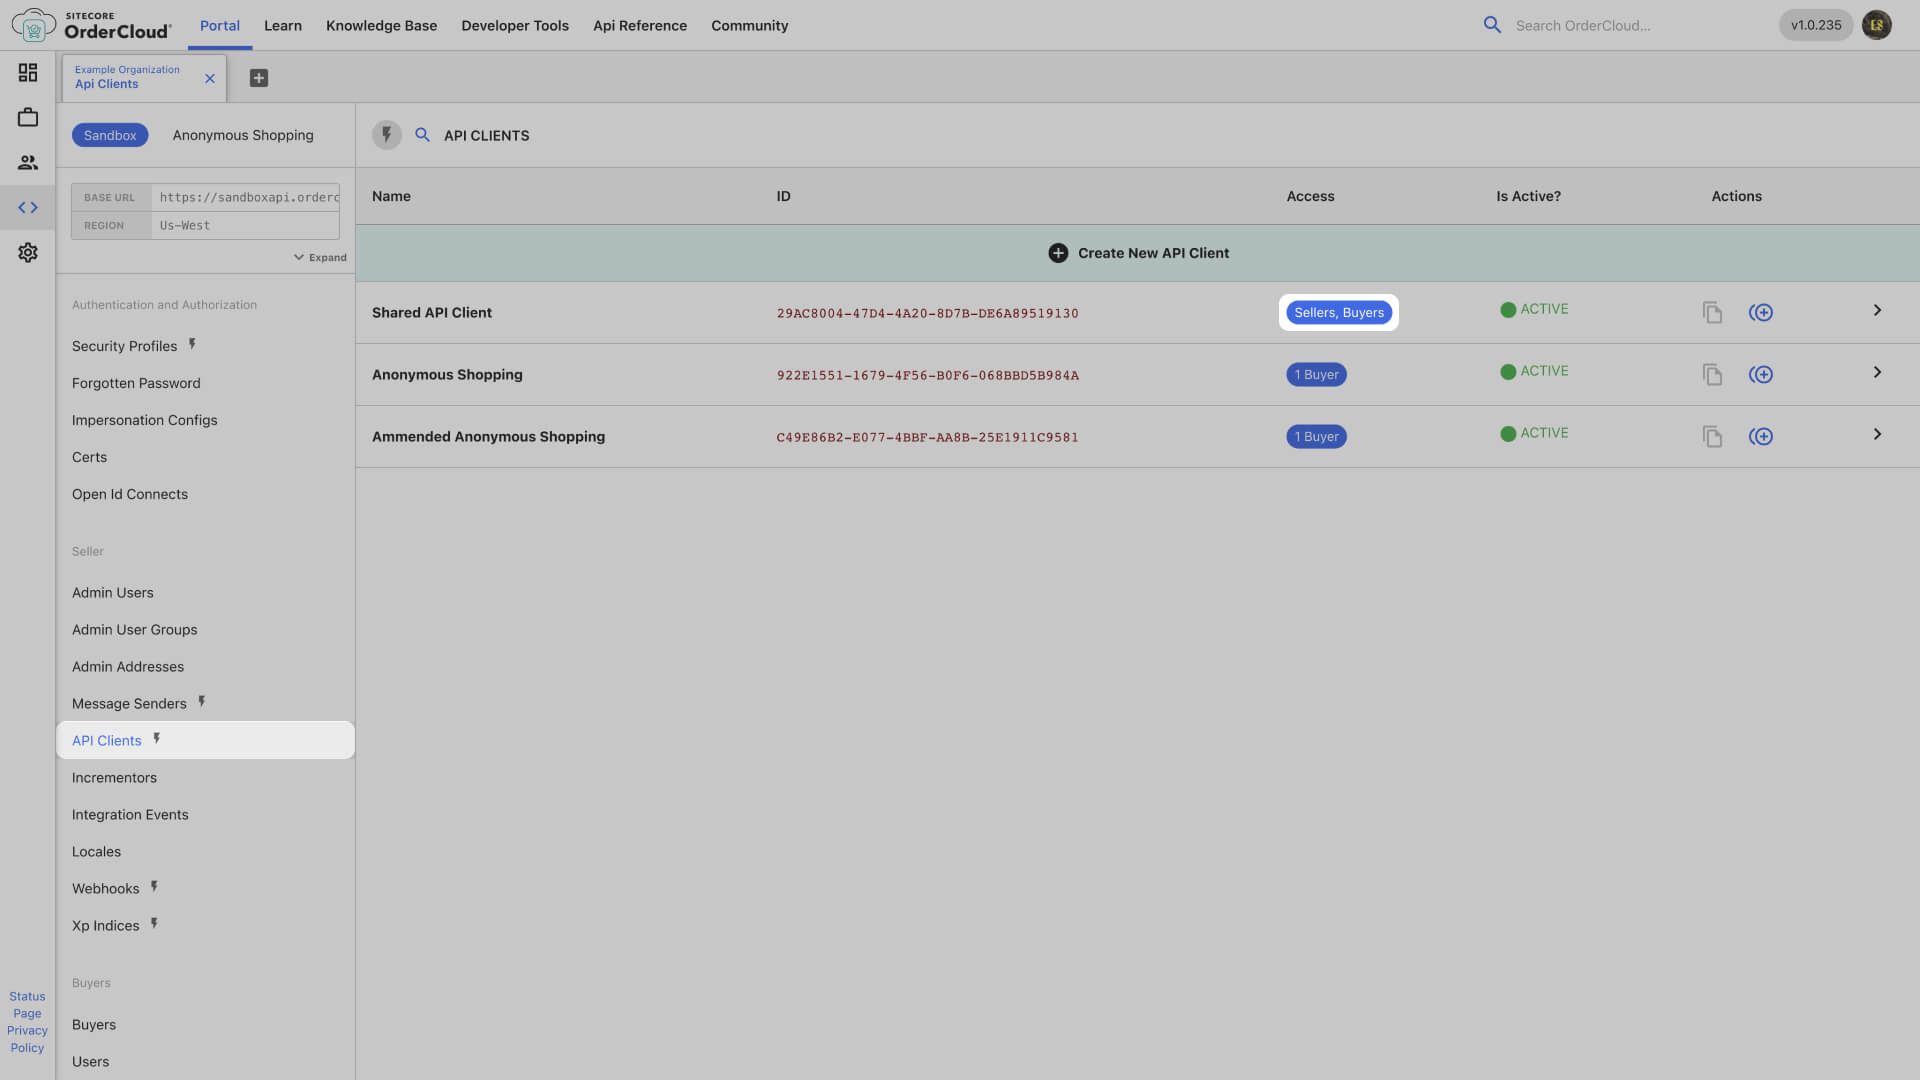 SITECORE
OrderCloud
Portal
Learn
Knowledge Base
Developer Tools
Api Reference
Community
Search OrderCloud...
v1.0.235
Example Organization
Api Clients
Sandbox
Anonymous Shopping
API CLIENTS
BASE URL
https://sandboxapi.orderc
REGION
Us-West
Expand
Authentication and Authorization
Security Profiles
Forgotten Password
Impersonation Configs
Certs
Open Id Connects
Seller
Admin Users
Admin User Groups
Admin Addresses
Message Senders
API Clients
Incrementors
Integration Events
Locales
Webhooks
Xp Indices
Buyers
Buyers
Users
Status
Page
Privacy
Policy
Name ID Access Is Active? Actions
Create New API Client
Shared API Client 29AC8004-47D4-4A20-8D7B-DE6A89519130 Sellers, Buyers ACTIVE
Anonymous Shopping 922E1551-1679-4F56-B0F6-068BBD5B984A 1 Buyer ACTIVE
Ammended Anonymous Shopping C49E86B2-E077-4BBF-AA8B-25E1911C9581 1 Buyer ACTIVE